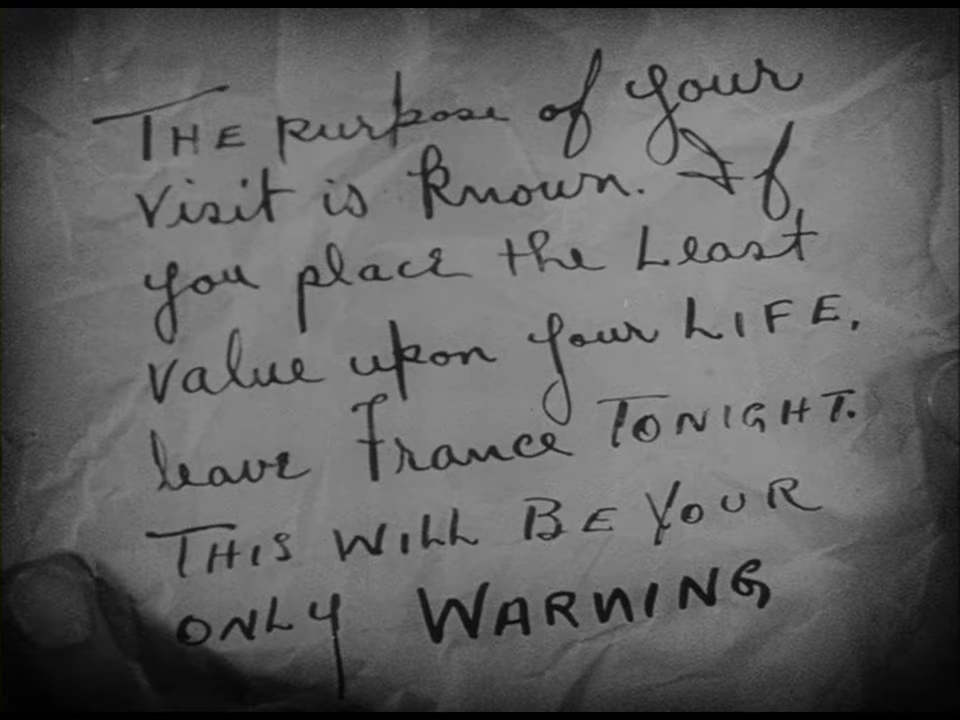 THE purpose of your
visit is known. If
you place the Least
value upon your LIFE,
leave France TONIGHT.
THIS WILL BE YOUR
ONLY WARNING